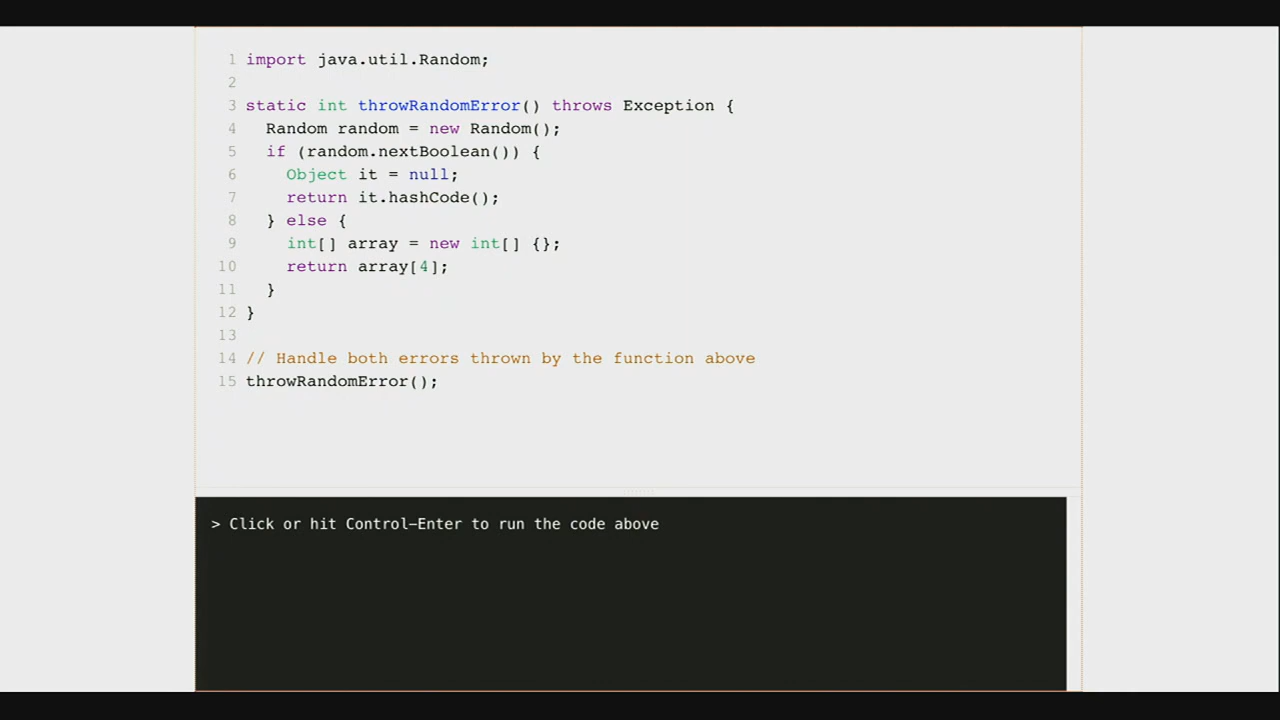 1 import java.util.Random;
2
3 static int throwRandomError() throws Exception {
4   Random random = new Random();
5   if (random.nextBoolean()) {
6     Object it = null;
7     return it.hashCode();
8   } else {
9     int[] array = new int[] {};
10     return array[4];
11   }
12 }
13
14 // Handle both errors thrown by the function above
15 throwRandomError();
> Click or hit Control-Enter to run the code above